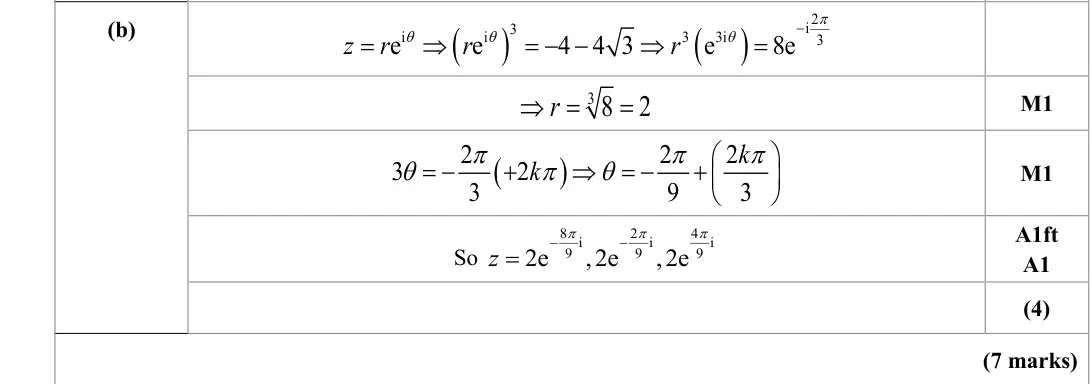 (b) z = re^{iθ} ⇒ (re^{iθ})^3 = −4 − 4√3 ⇒ r^3(e^{3iθ}) = 8e^{−i2π/3}
⇒ r = ∛8 = 2 M1
3θ = −2π/3 (+2kπ) ⇒ θ = −2π/9 + (2kπ/3) M1
So z = 2e^{−8π/9 i}, 2e^{−2π/9 i}, 2e^{4π/9 i} A1ft
A1
(4)
(7 marks)